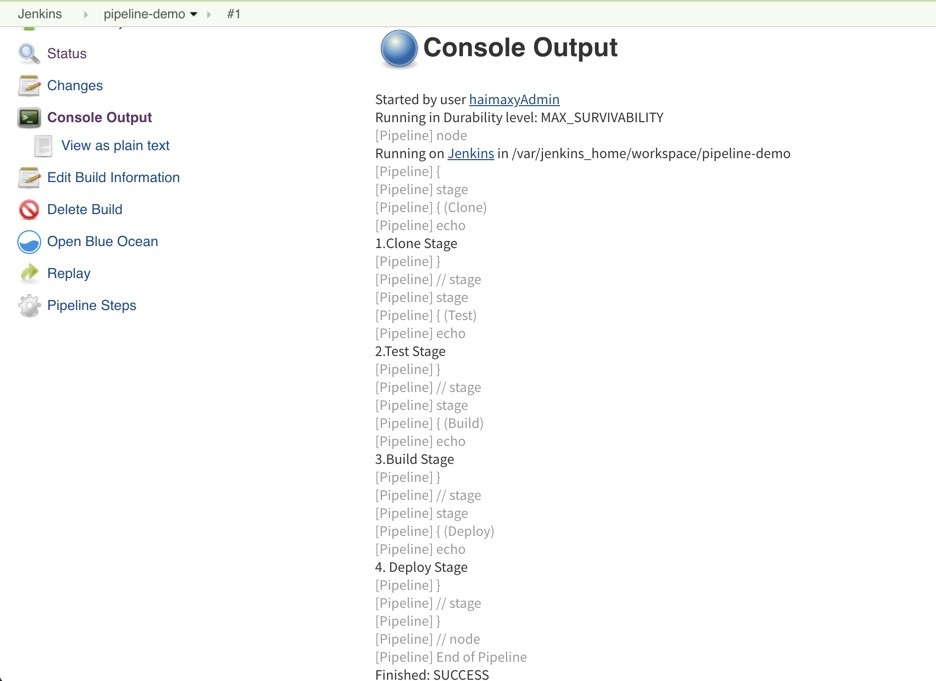 Jenkins pipeline-demo #1
Status
Changes
Console Output
View as plain text
Edit Build Information
Delete Build
Open Blue Ocean
Replay
Pipeline Steps
Console Output
Started by user haimaxyAdmin
Running in Durability level: MAX_SURVIVABILITY
[Pipeline] node
Running on Jenkins in /var/jenkins_home/workspace/pipeline-demo
[Pipeline] {
[Pipeline] stage
[Pipeline] { (Clone)
[Pipeline] echo
1.Clone Stage
[Pipeline] }
[Pipeline] // stage
[Pipeline] stage
[Pipeline] { (Test)
[Pipeline] echo
2.Test Stage
[Pipeline] }
[Pipeline] // stage
[Pipeline] stage
[Pipeline] { (Build)
[Pipeline] echo
3.Build Stage
[Pipeline] }
[Pipeline] // stage
[Pipeline] stage
[Pipeline] { (Deploy)
[Pipeline] echo
4. Deploy Stage
[Pipeline] }
[Pipeline] // stage
[Pipeline] }
[Pipeline] // node
[Pipeline] End of Pipeline
Finished: SUCCESS